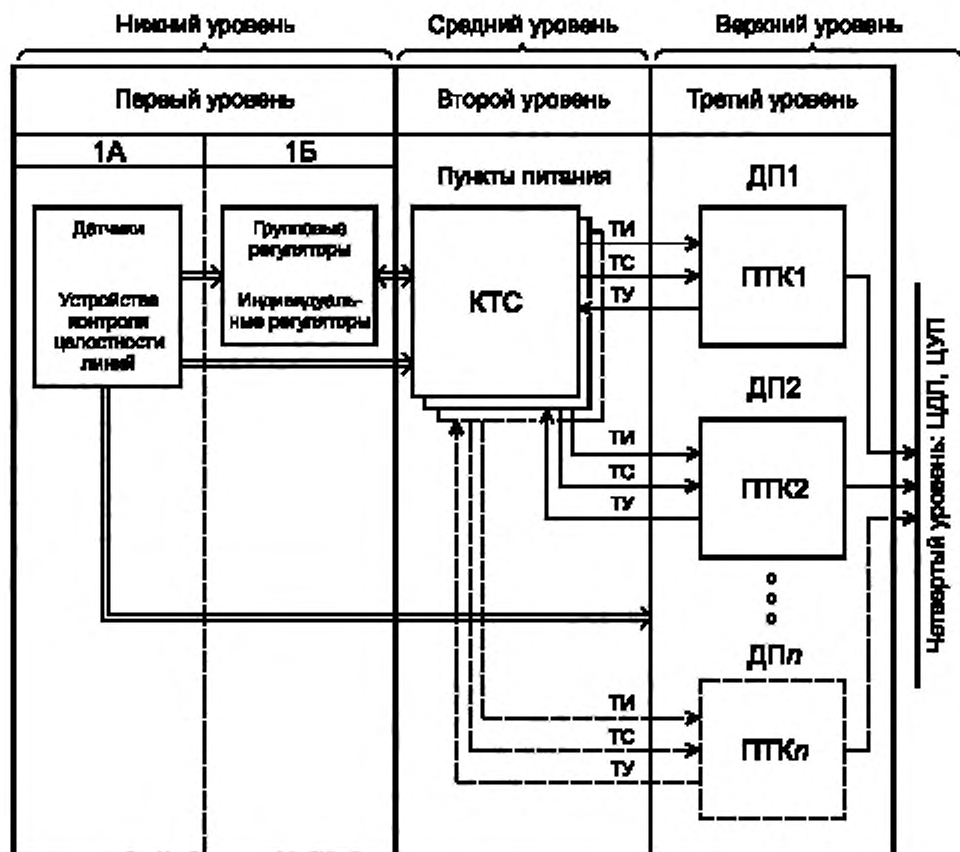 Нижний уровень
Средний уровень
Верхний уровень
Первый уровень
Второй уровень
Третий уровень
1А
1Б
Пункты питания
ДП1
Датчики
Устройства
контроля
целостности
линий
Групповые
регуляторы
Индивидуаль-
ные регуляторы
КТС
ТИ
ТС
ТУ
ПТК1
ДП2
ТИ
ТС
ТУ
ПТК2
ДПn
ТИ
ТС
ТУ
ПТКn
Четвертый уровень: ЦДП, ЦУП